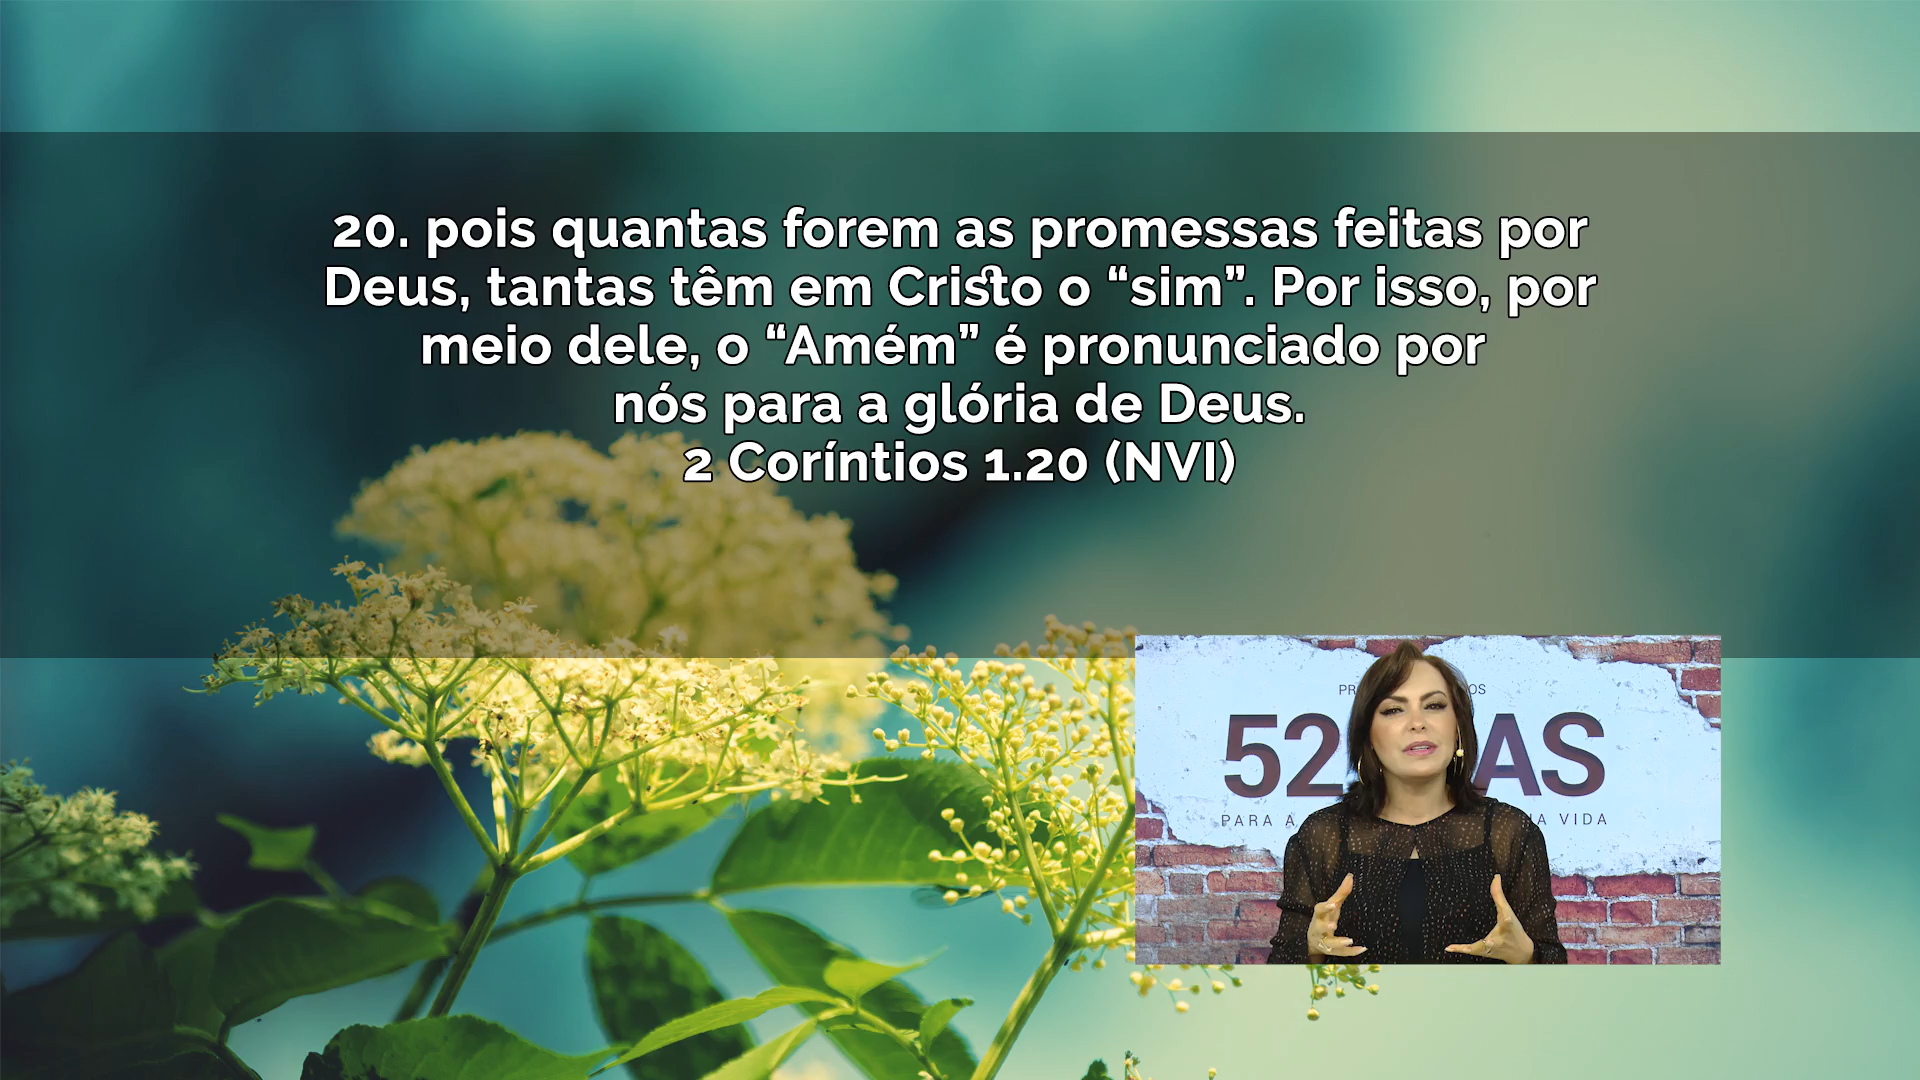 20. pois quantas forem as promessas feitas por
Deus, tantas têm em Cristo o “sim”. Por isso, por
meio dele, o “Amém” é pronunciado por
nós para a glória de Deus.
2 Coríntios 1.20 (NVI)
52
PARA A
VIDA